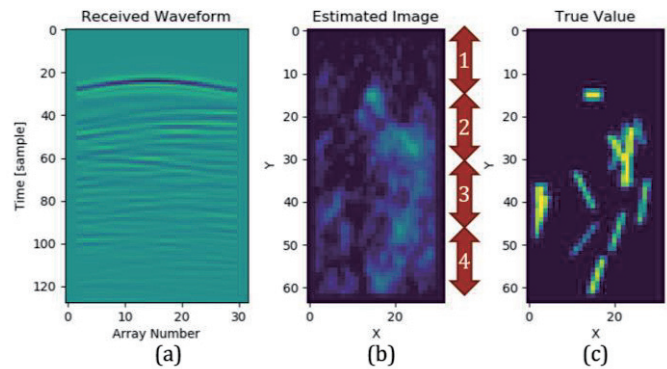 Received Waveform
Estimated Image
True Value
0
20
40
60
80
100
120
Time [sample]
0
10
20
30
Array Number
(a)
0
10
20
30
40
50
60
Y
0
20
X
(b)
1
2
3
4
0
10
20
30
40
50
60
Y
0
20
X
(c)